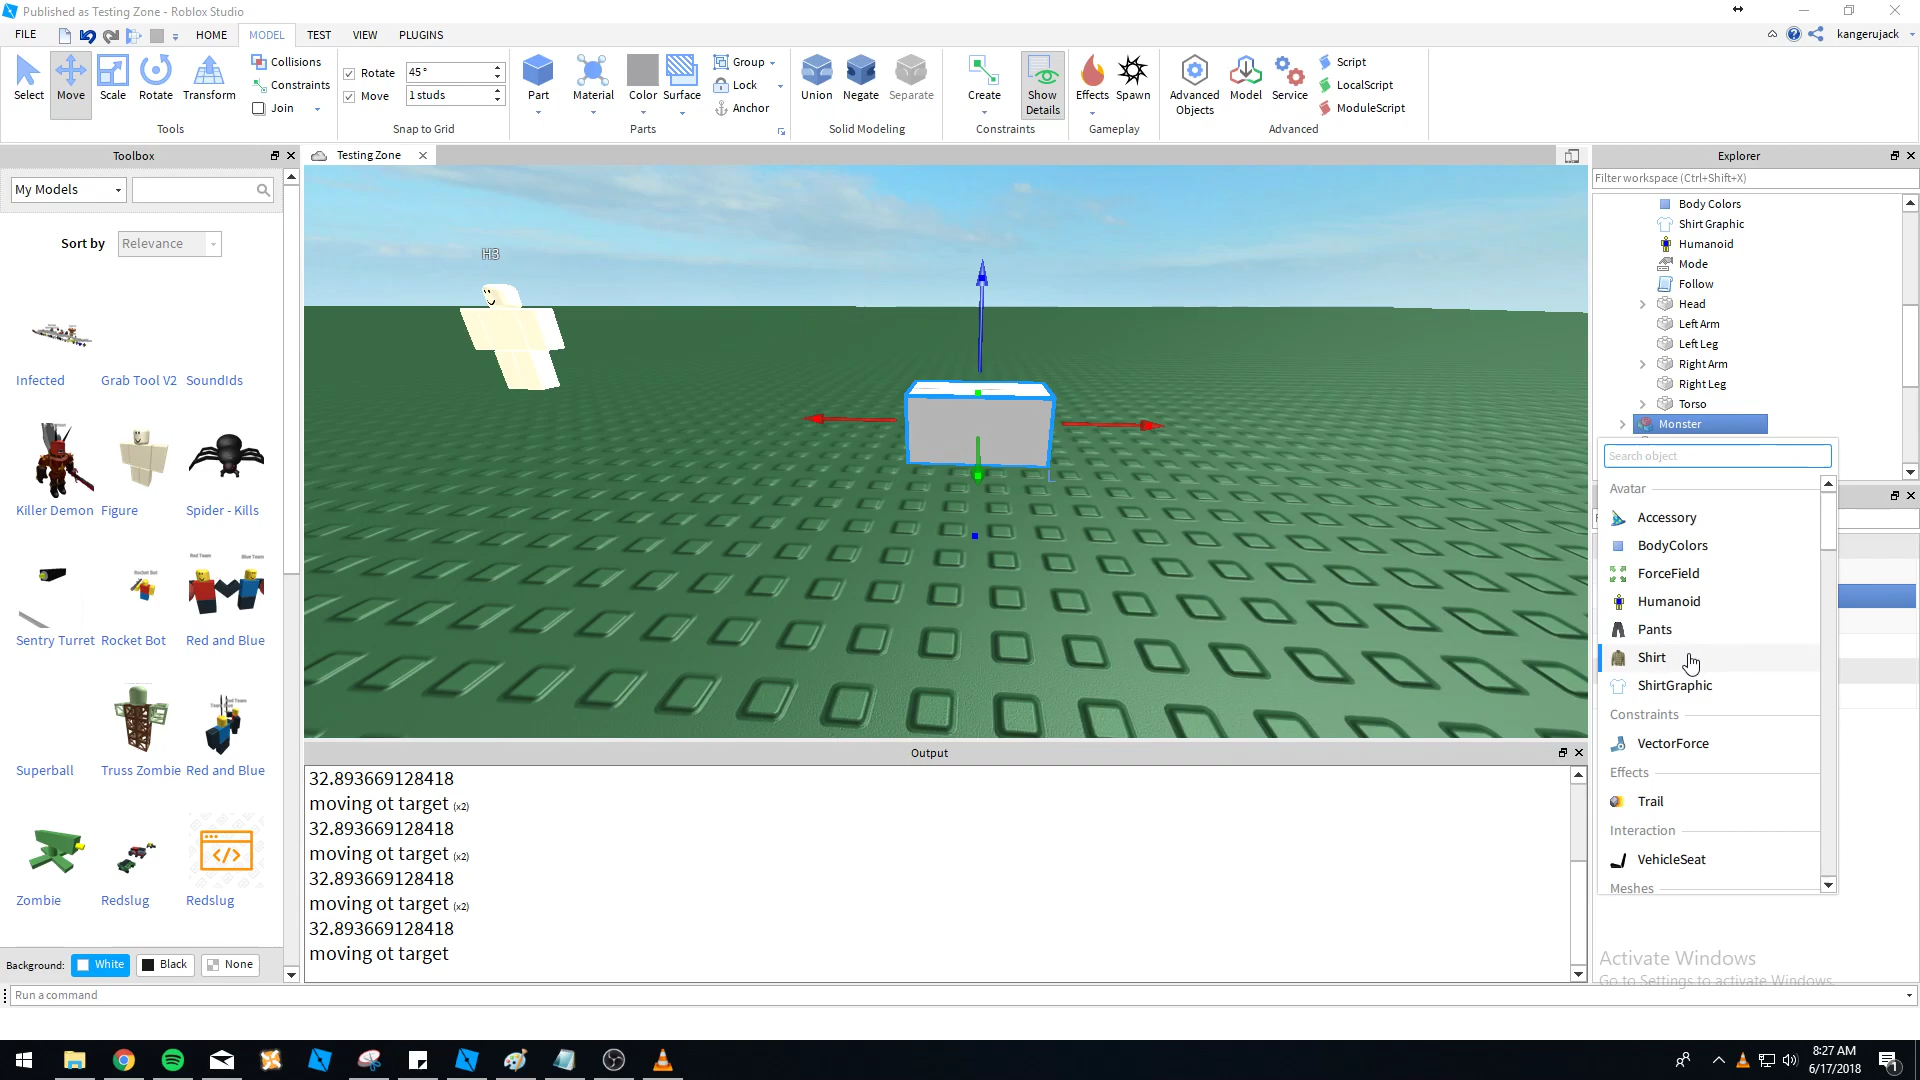 Published as Testing Zone - Roblox Studio
FILE
HOME
MODEL
TEST
VIEW
PLUGINS
kangerujack
Select
Move
Scale
Rotate
Transform
Collisions
Constraints
Join
Tools
Rotate
45°
Move
1 studs
Snap to Grid
Part
Material
Color
Surface
Group
Lock
Anchor
Parts
Union
Negate
Separate
Solid Modeling
Create
Show
Details
Constraints
Effects
Spawn
Gameplay
Advanced
Objects
Model
Service
Script
LocalScript
ModuleScript
Advanced
Toolbox
My Models
Sort by
Relevance
Infected
Grab Tool V2
SoundIds
Killer Demon
Figure
Spider - Kills
Red Team
Blue Team
Rocket Bot
Sentry Turret
Rocket Bot
Red and Blue
Superball
Truss Zombie
Red and Blue
Zombie
Redslug
Redslug
Background:
White
Black
None
Testing Zone
H3
Output
32.893669128418
moving ot target (x2)
32.893669128418
moving ot target (x2)
32.893669128418
moving ot target (x2)
32.893669128418
moving ot target
Run a command
Explorer
Filter workspace (Ctrl+Shift+X)
Body Colors
Shirt Graphic
Humanoid
Mode
Follow
Head
Left Arm
Left Leg
Right Arm
Right Leg
Torso
Monster
Search object
Avatar
Accessory
BodyColors
ForceField
Humanoid
Pants
Shirt
ShirtGraphic
Constraints
VectorForce
Effects
Trail
Interaction
VehicleSeat
Meshes
Activate Windows
Go to Settings to activate Windows.
8:27 AM
6/17/2018
1